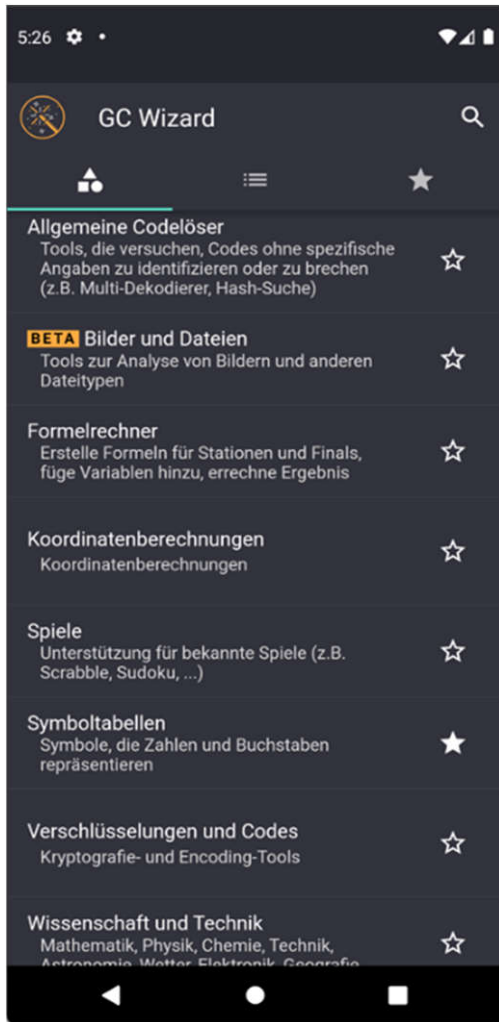 5:26
GC Wizard
Allgemeine Codelöser
Tools, die versuchen, Codes ohne spezifische
Angaben zu identifizieren oder zu brechen
(z.B. Multi-Dekodierer, Hash-Suche)
BETA Bilder und Dateien
Tools zur Analyse von Bildern und anderen
Dateitypen
Formelrechner
Erstelle Formeln für Stationen und Finals,
füge Variablen hinzu, errechne Ergebnis
Koordinatenberechnungen
Koordinatenberechnungen
Spiele
Unterstützung für bekannte Spiele (z.B.
Scrabble, Sudoku, ...)
Symboltabellen
Symbole, die Zahlen und Buchstaben
repräsentieren
Verschlüsselungen und Codes
Kryptografie- und Encoding-Tools
Wissenschaft und Technik
Mathematik, Physik, Chemie, Technik,
Astronomie, Wetter, Elektronik, Geografie